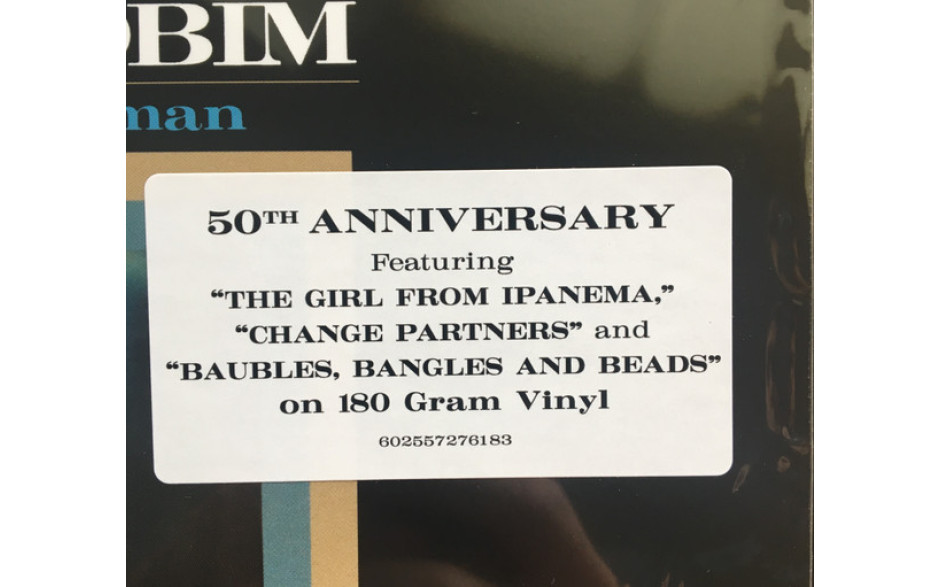 OBIM
man
50TH ANNIVERSARY
Featuring
“THE GIRL FROM IPANEMA,”
“CHANGE PARTNERS” and
“BAUBLES, BANGLES AND BEADS”
on 180 Gram Vinyl
602557276183